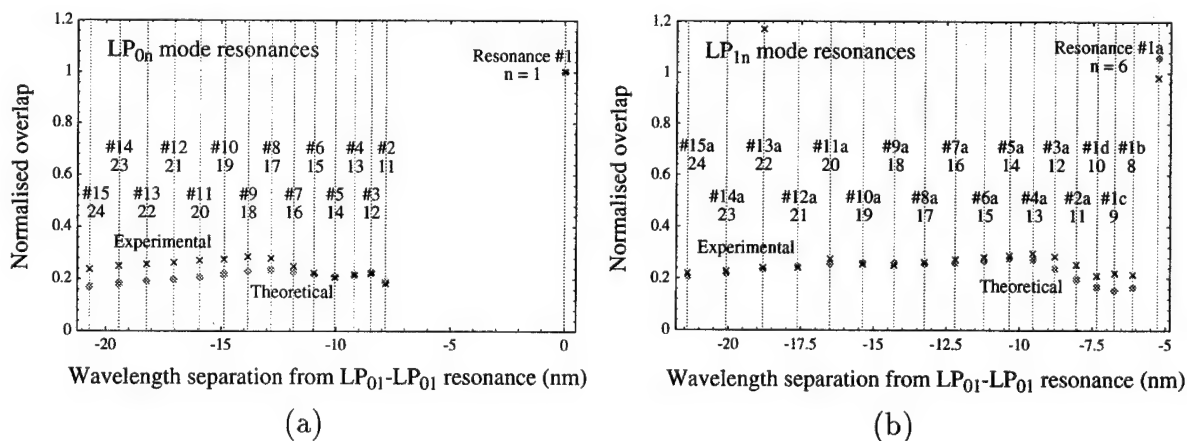 1.2
LP0n mode resonances
Resonance #1
n = 1
1
0.8
0.6
0.4
0.2
0
Normalised overlap
#14 #12 #10 #8 #6 #4 #2
23 21 19 17 15 13 11
#15 #13 #11 #9 #7 #5 #3
24 22 20 18 16 14 12
Experimental
Theoretical
-20 -15 -10 -5 0
Wavelength separation from LP01-LP01 resonance (nm)
(a)
1.2
LP1n mode resonances
Resonance #1a
n = 6
1
0.8
0.6
0.4
0.2
0
Normalised overlap
#15a #13a #11a #9a #7a #5a #3a #1d #1b
24 22 20 18 16 14 12 10 8
#14a #12a #10a #8a #6a #4a #2a #1c
23 21 19 17 15 13 11 9
Experimental
Theoretical
-20 -17.5 -15 -12.5 -10 -7.5 -5
Wavelength separation from LP01-LP01 resonance (nm)
(b)